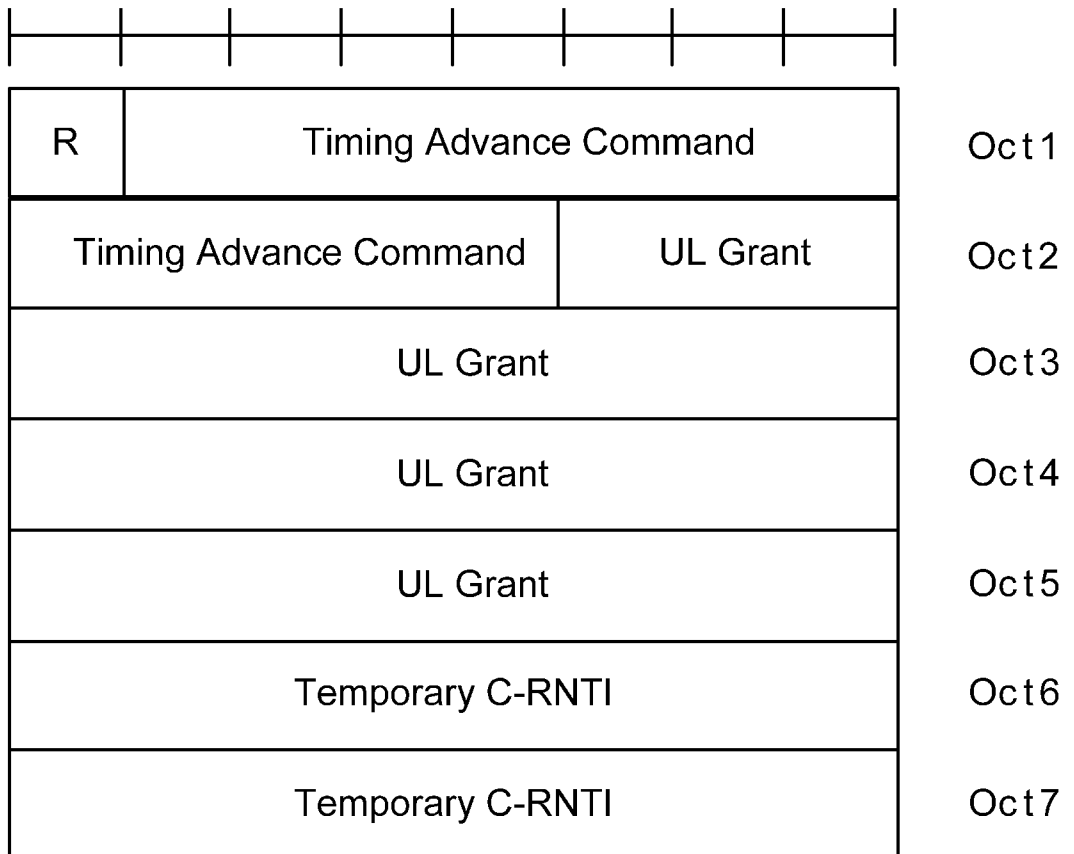 R Timing Advance Command Oct1
Timing Advance Command UL Grant Oct2
UL Grant Oct3
UL Grant Oct4
UL Grant Oct5
Temporary C-RNTI Oct6
Temporary C-RNTI Oct7